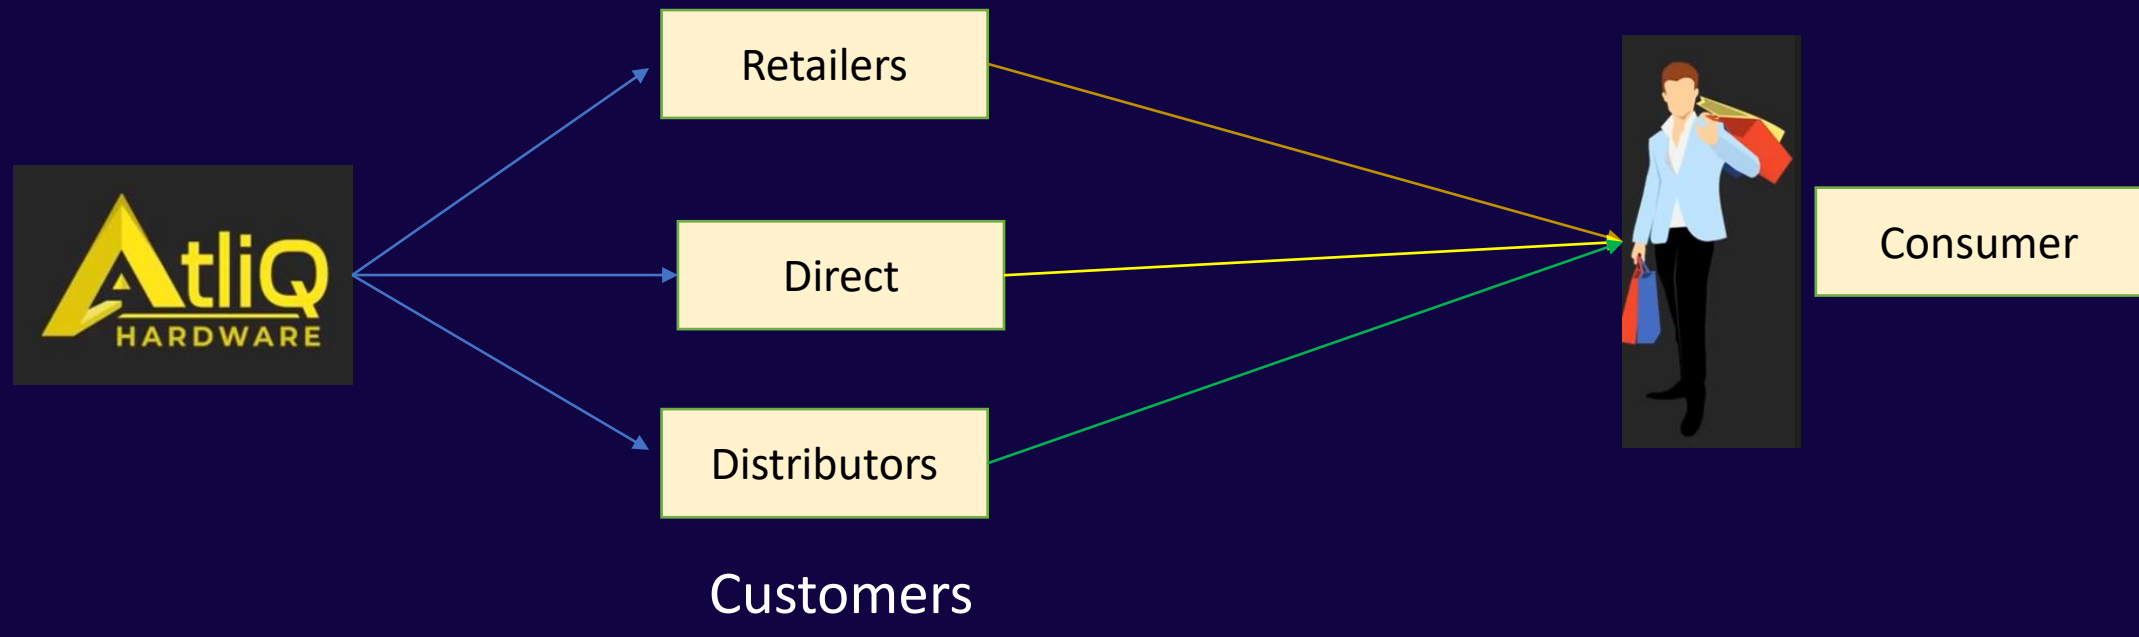 Retailers
AtliQ
HARDWARE
Direct
Distributors
Customers
Consumer